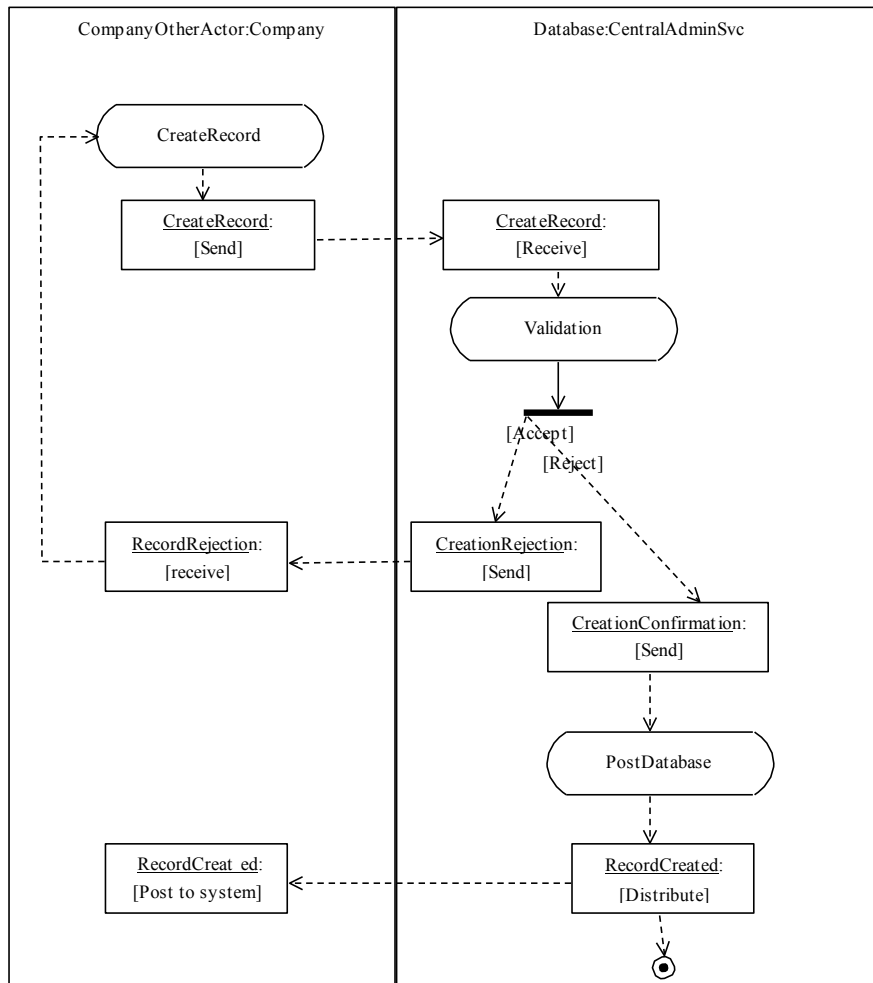 CompanyOtherActor:Company
Database:CentralAdminSvc
CreateRecord
CreateRecord:
[Send]
CreateRecord:
[Receive]
Validation
[Accept]
[Reject]
RecordRejection:
[receive]
CreationRejection:
[Send]
CreationConfirmation:
[Send]
PostDatabase
RecordCreat ed:
[Post to system]
RecordCreated:
[Distribute]